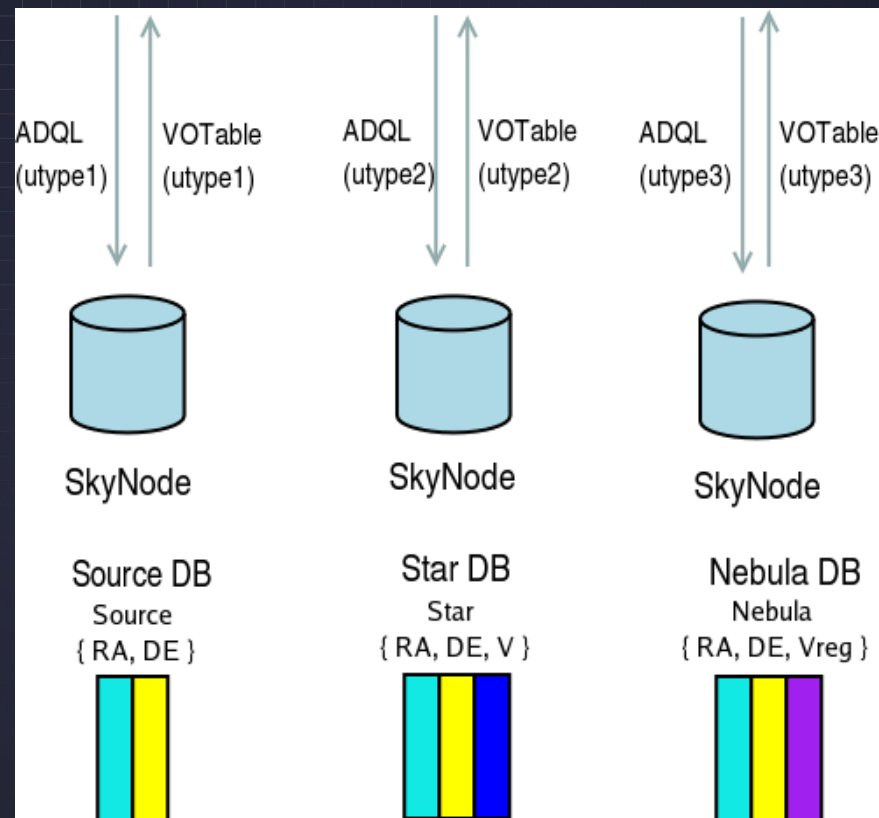 ADQL
(utype1)
VOTable
(utype1)
ADQL
(utype2)
VOTable
(utype2)
ADQL
(utype3)
VOTable
(utype3)
SkyNode
SkyNode
SkyNode
Source DB
Source
{ RA, DE }
Star DB
Star
{ RA, DE, V }
Nebula DB
Nebula
{ RA, DE, Vreg }